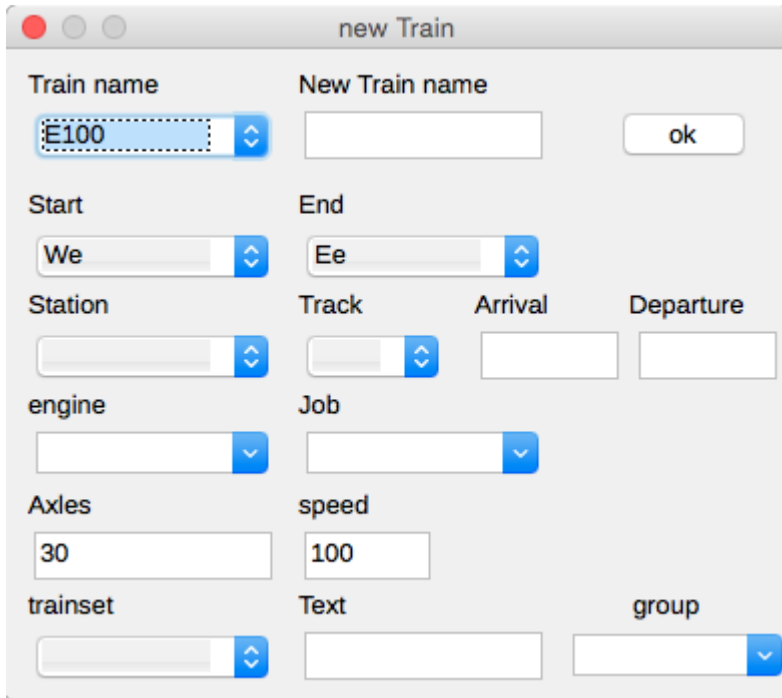 new Train
Train name New Train name
E100 ok
Start End
We Ee
Station Track Arrival Departure
engine Job
Axles speed
30 100
trainset Text group